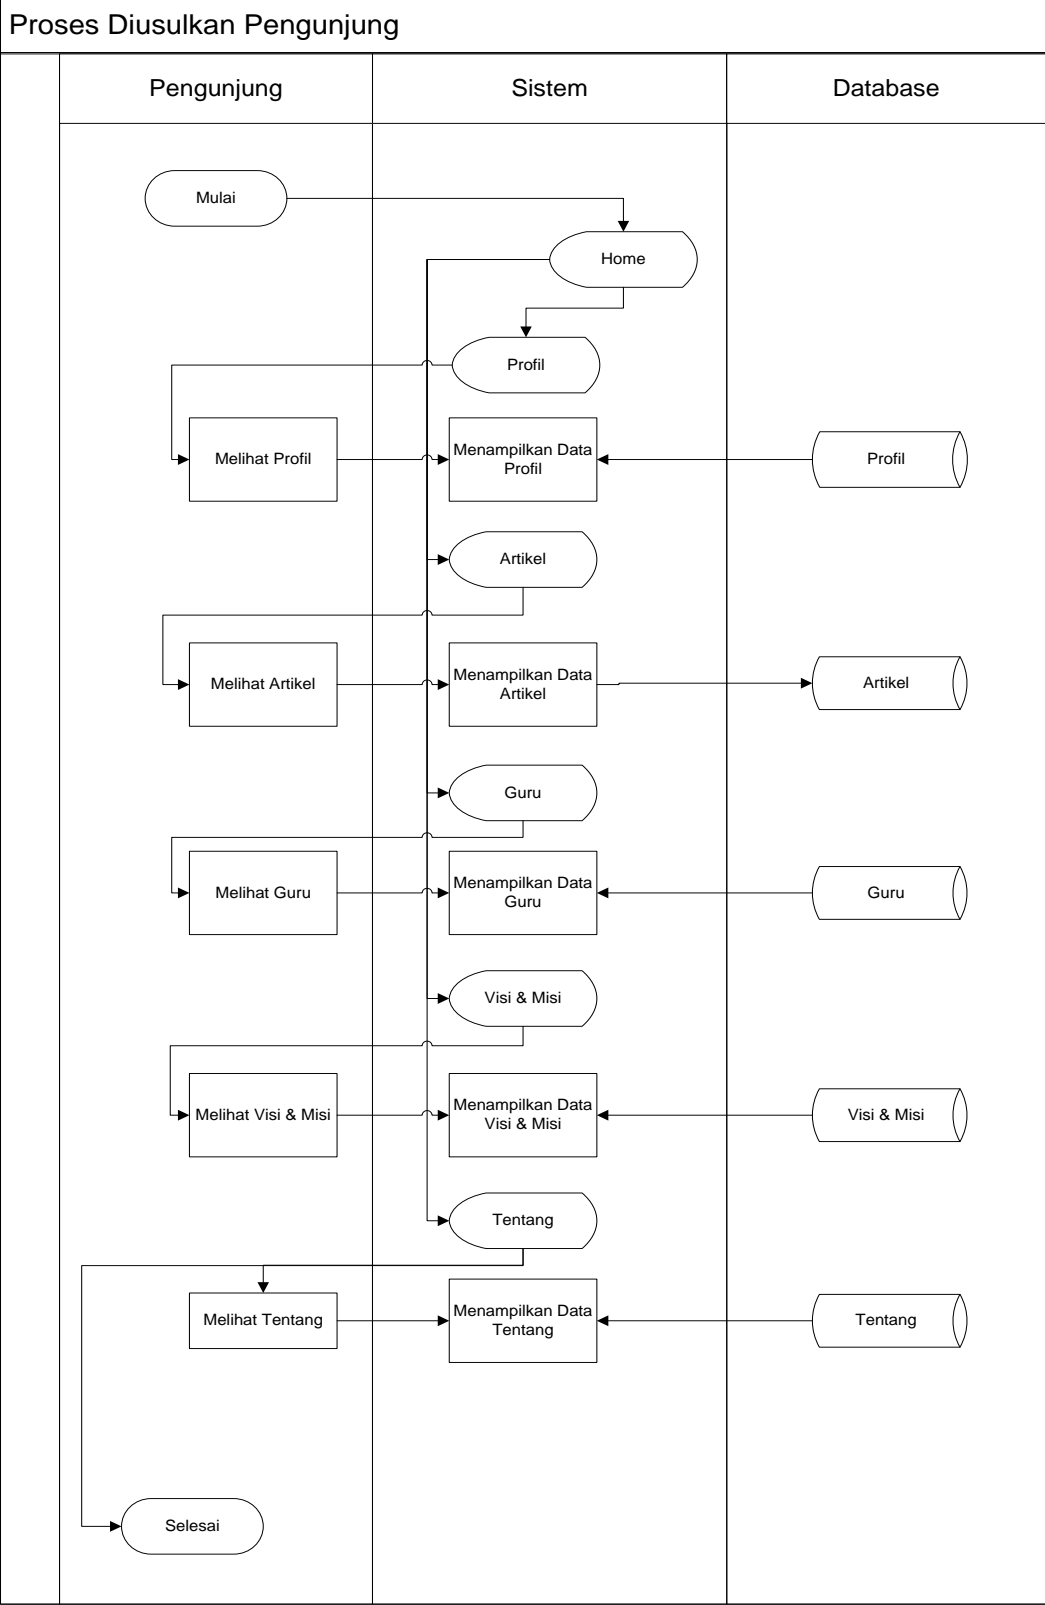 Proses Diusulkan Pengunjung
Pengunjung
Sistem
Database
Mulai
Home
Profil
Melihat Profil
Menampilkan Data
Profil
Profil
Artikel
Melihat Artikel
Menampilkan Data
Artikel
Artikel
Guru
Melihat Guru
Menampilkan Data
Guru
Guru
Visi & Misi
Melihat Visi & Misi
Menampilkan Data
Visi & Misi
Visi & Misi
Tentang
Melihat Tentang
Menampilkan Data
Tentang
Tentang
Selesai